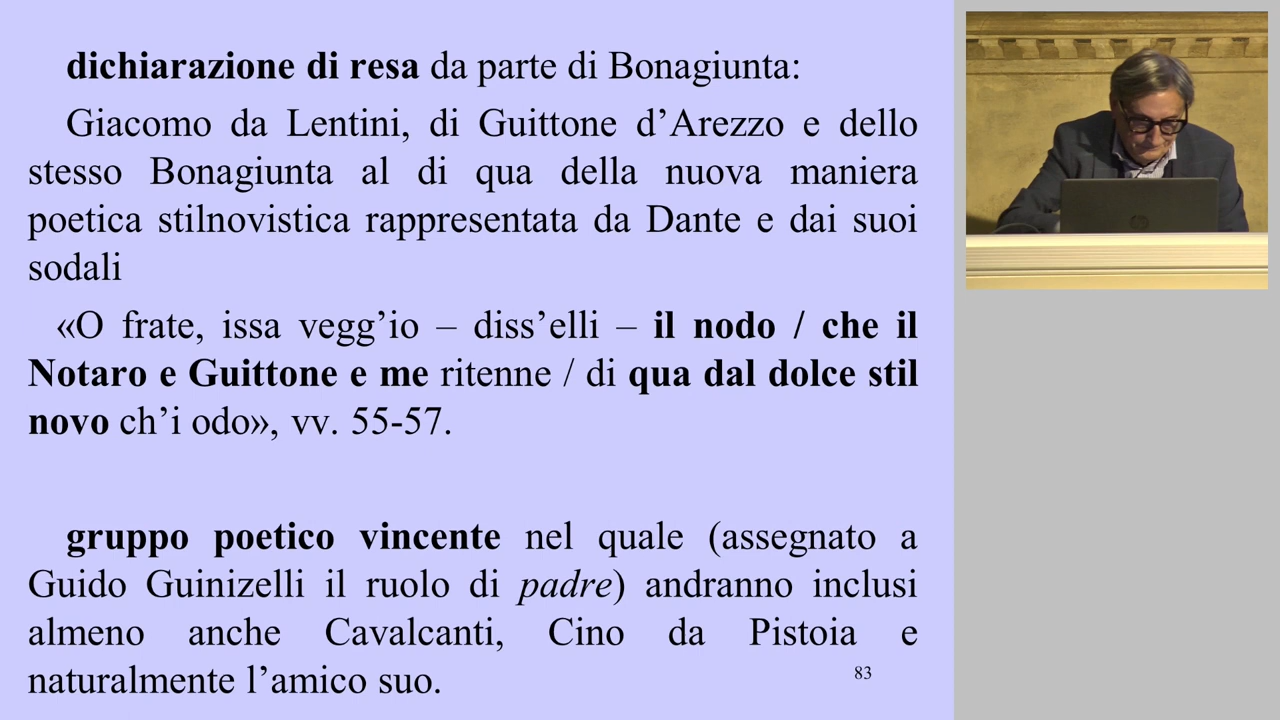 dichiarazione di resa da parte di Bonagiunta:
Giacomo da Lentini, di Guittone d’Arezzo e dello
stesso Bonagiunta al di qua della nuova maniera
poetica stilnovistica rappresentata da Dante e dai suoi
sodali
«O frate, issa vegg’io – diss’elli – il nodo / che il
Notaro e Guittone e me ritenne / di qua dal dolce stil
novo ch’i odo», vv. 55-57.
gruppo poetico vincente nel quale (assegnato a
Guido Guinizelli il ruolo di padre) andranno inclusi
almeno anche Cavalcanti, Cino da Pistoia e
naturalmente l’amico suo.
83